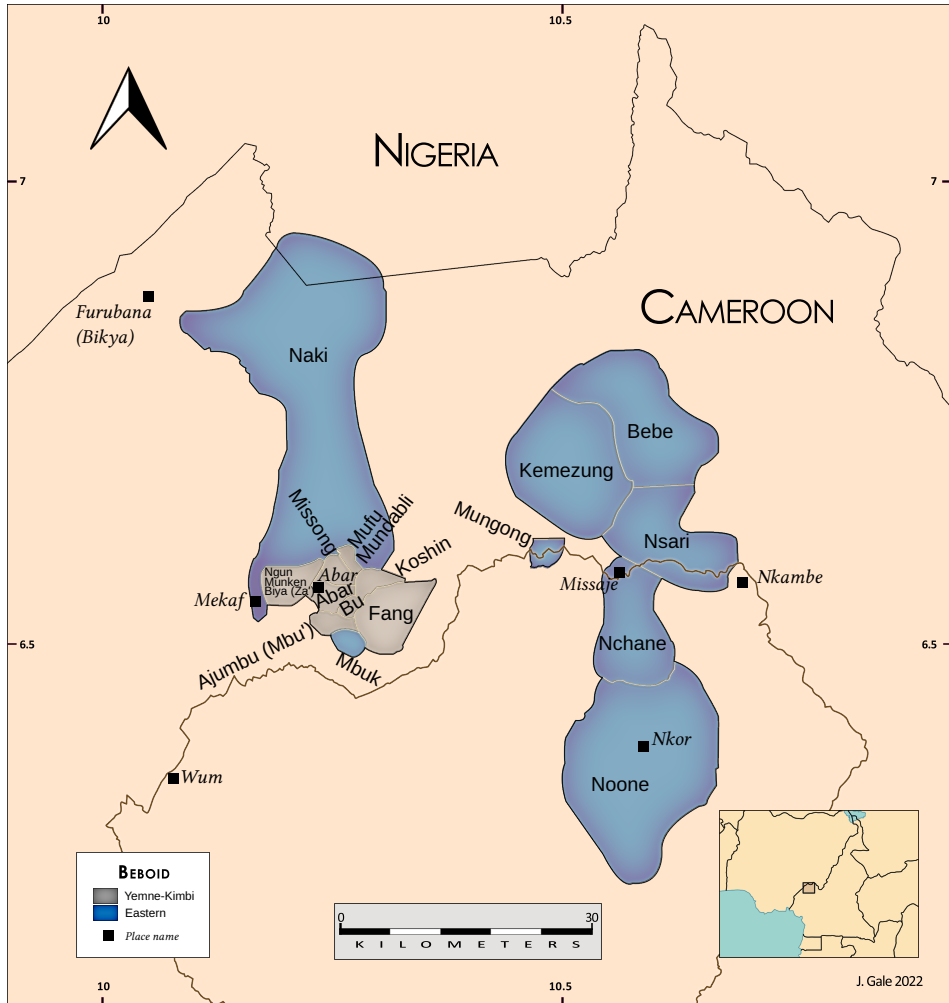 10
10.5
NIGERIA
7
7
CAMEROON
Furubana
(Bikya)
Naki
Bebe
Kemezung
Missong
Mufu
Mundabli
Mungong
Koshin
Nsari
Ngun
Munken
Biya (Za')
Abar
Missaje
Nkambe
Mekaf
Abar
Bu
Fang
6.5
6.5
Ajumbu (Mbu')
Mbuk
Nchane
Nkor
Wum
Noone
BEBOID
Yemne-Kimbi
Eastern
Place name
0
30
KILOMETERS
J. Gale 2022
10
10.5